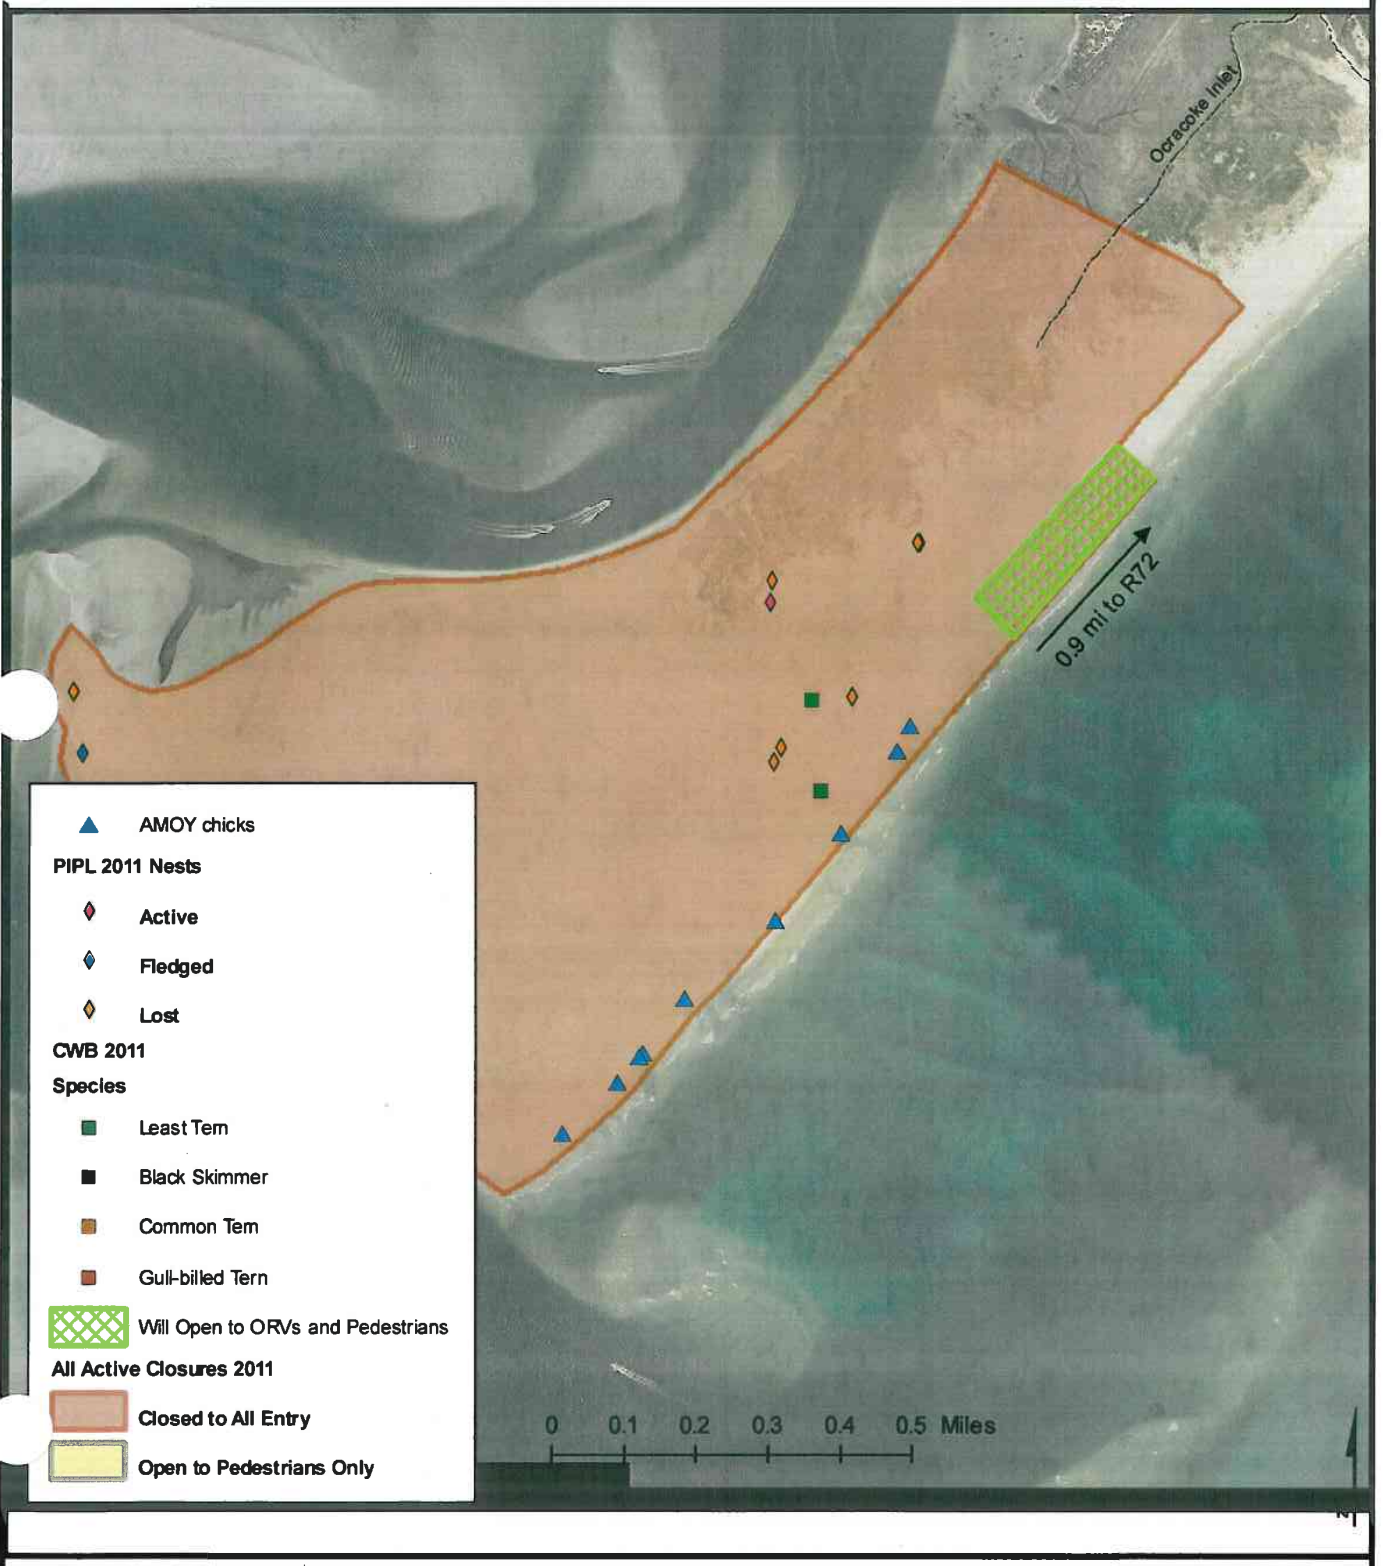 Ocracoke Inlet
0.9 mi to R72
AMOY chicks
PIPL 2011 Nests
Active
Fledged
Lost
CWB 2011
Species
Least Tern
Black Skimmer
Common Tern
Gull-billed Tern
Will Open to ORVs and Pedestrians
All Active Closures 2011
Closed to All Entry
Open to Pedestrians Only
0 0.1 0.2 0.3 0.4 0.5 Miles